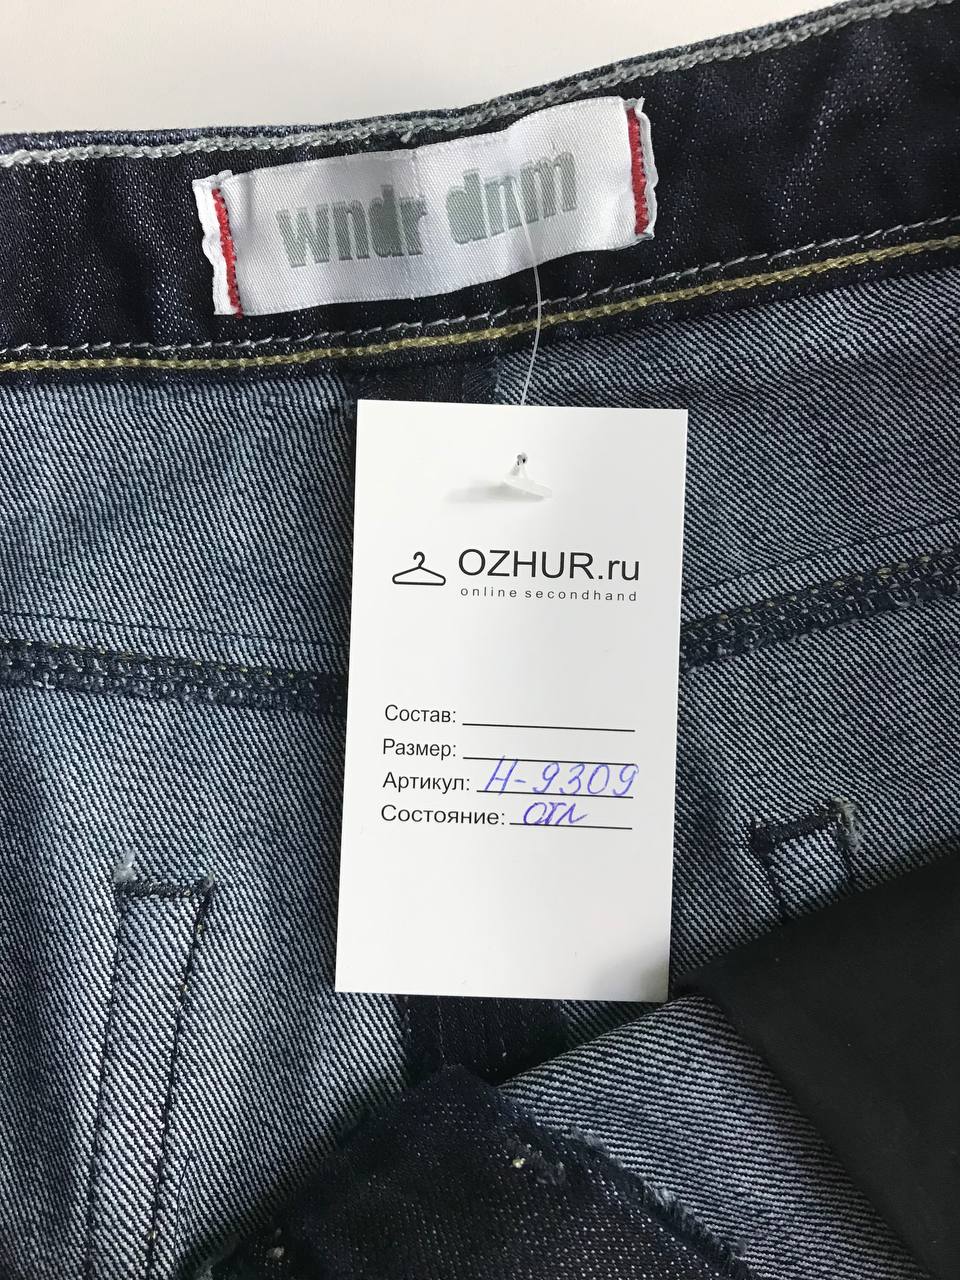 wndr dnm
OZHUR.ru
online secondhand
Состав:
Размер:
Артикул: Н-9309
Состояние: отл